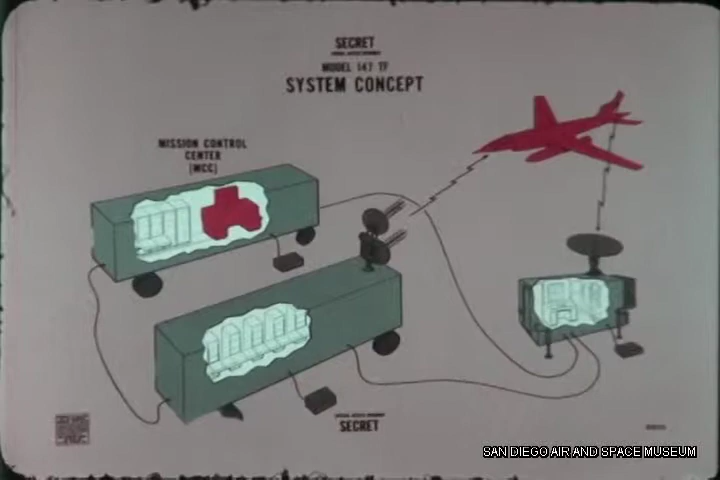 SECRET
MODEL 147 TF
SYSTEM CONCEPT
MISSION CONTROL
CENTER
(MCC)
SECRET
SAN DIEGO AIR AND SPACE MUSEUM